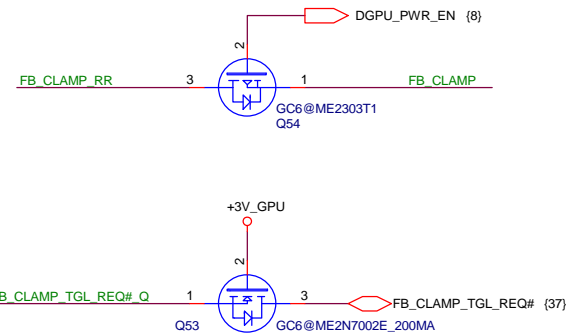 DGPU_PWR_EN {8}
2
FB_CLAMP_RR 3 1 FB_CLAMP
GC6@ME2303T1
Q54
+3V_GPU
2
B_CLAMP_TGL_REQ#_Q 1 3 FB_CLAMP_TGL_REQ# {37}
Q53 GC6@ME2N7002E_200MA